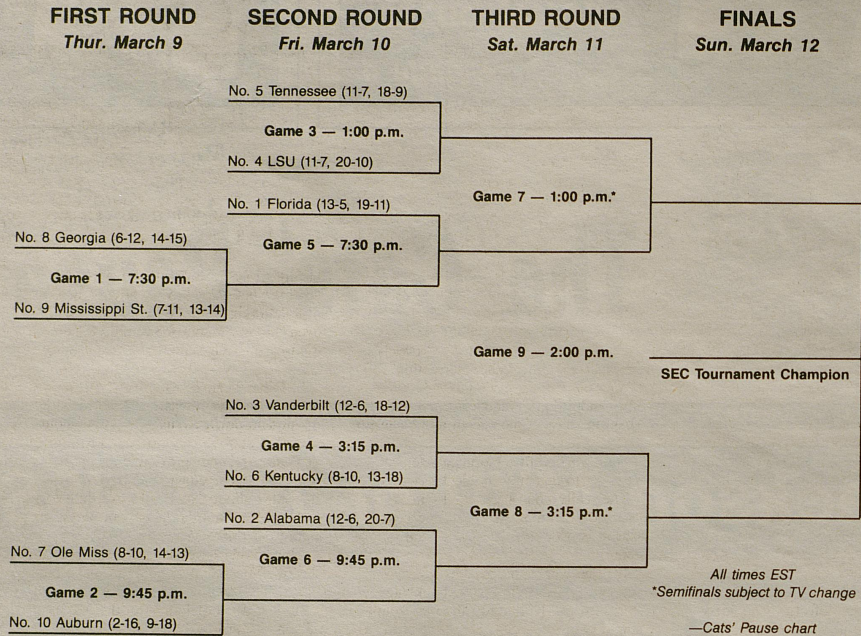 FIRST ROUND
Thur. March 9
SECOND ROUND
Fri. March 10
THIRD ROUND
Sat. March 11
FINALS
Sun. March 12
No. 5 Tennessee (11-7, 18-9)
Game 3 — 1:00 p.m.
No. 4 LSU (11-7, 20-10)
Game 7 — 1:00 p.m.*
No. 1 Florida (13-5, 19-11)
No. 8 Georgia (6-12, 14-15)
Game 5 — 7:30 p.m.
Game 1 — 7:30 p.m.
No. 9 Mississippi St. (7-11, 13-14)
Game 9 — 2:00 p.m.
SEC Tournament Champion
No. 3 Vanderbilt (12-6, 18-12)
Game 4 — 3:15 p.m.
No. 6 Kentucky (8-10, 13-18)
Game 8 — 3:15 p.m.*
No. 2 Alabama (12-6, 20-7)
No. 7 Ole Miss (8-10, 14-13)
Game 6 — 9:45 p.m.
Game 2 — 9:45 p.m.
No. 10 Auburn (2-16, 9-18)
All times EST
*Semifinals subject to TV change
—Cats' Pause chart